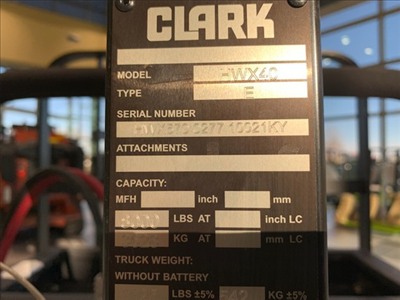 CLARK
MODEL HWX40
TYPE E
SERIAL NUMBER
ATTACHMENTS
CAPACITY:
MFH inch mm
LBS AT inch LC
KG AT mm LC
TRUCK WEIGHT:
WITHOUT BATTERY
LBS ±5% KG ±5%